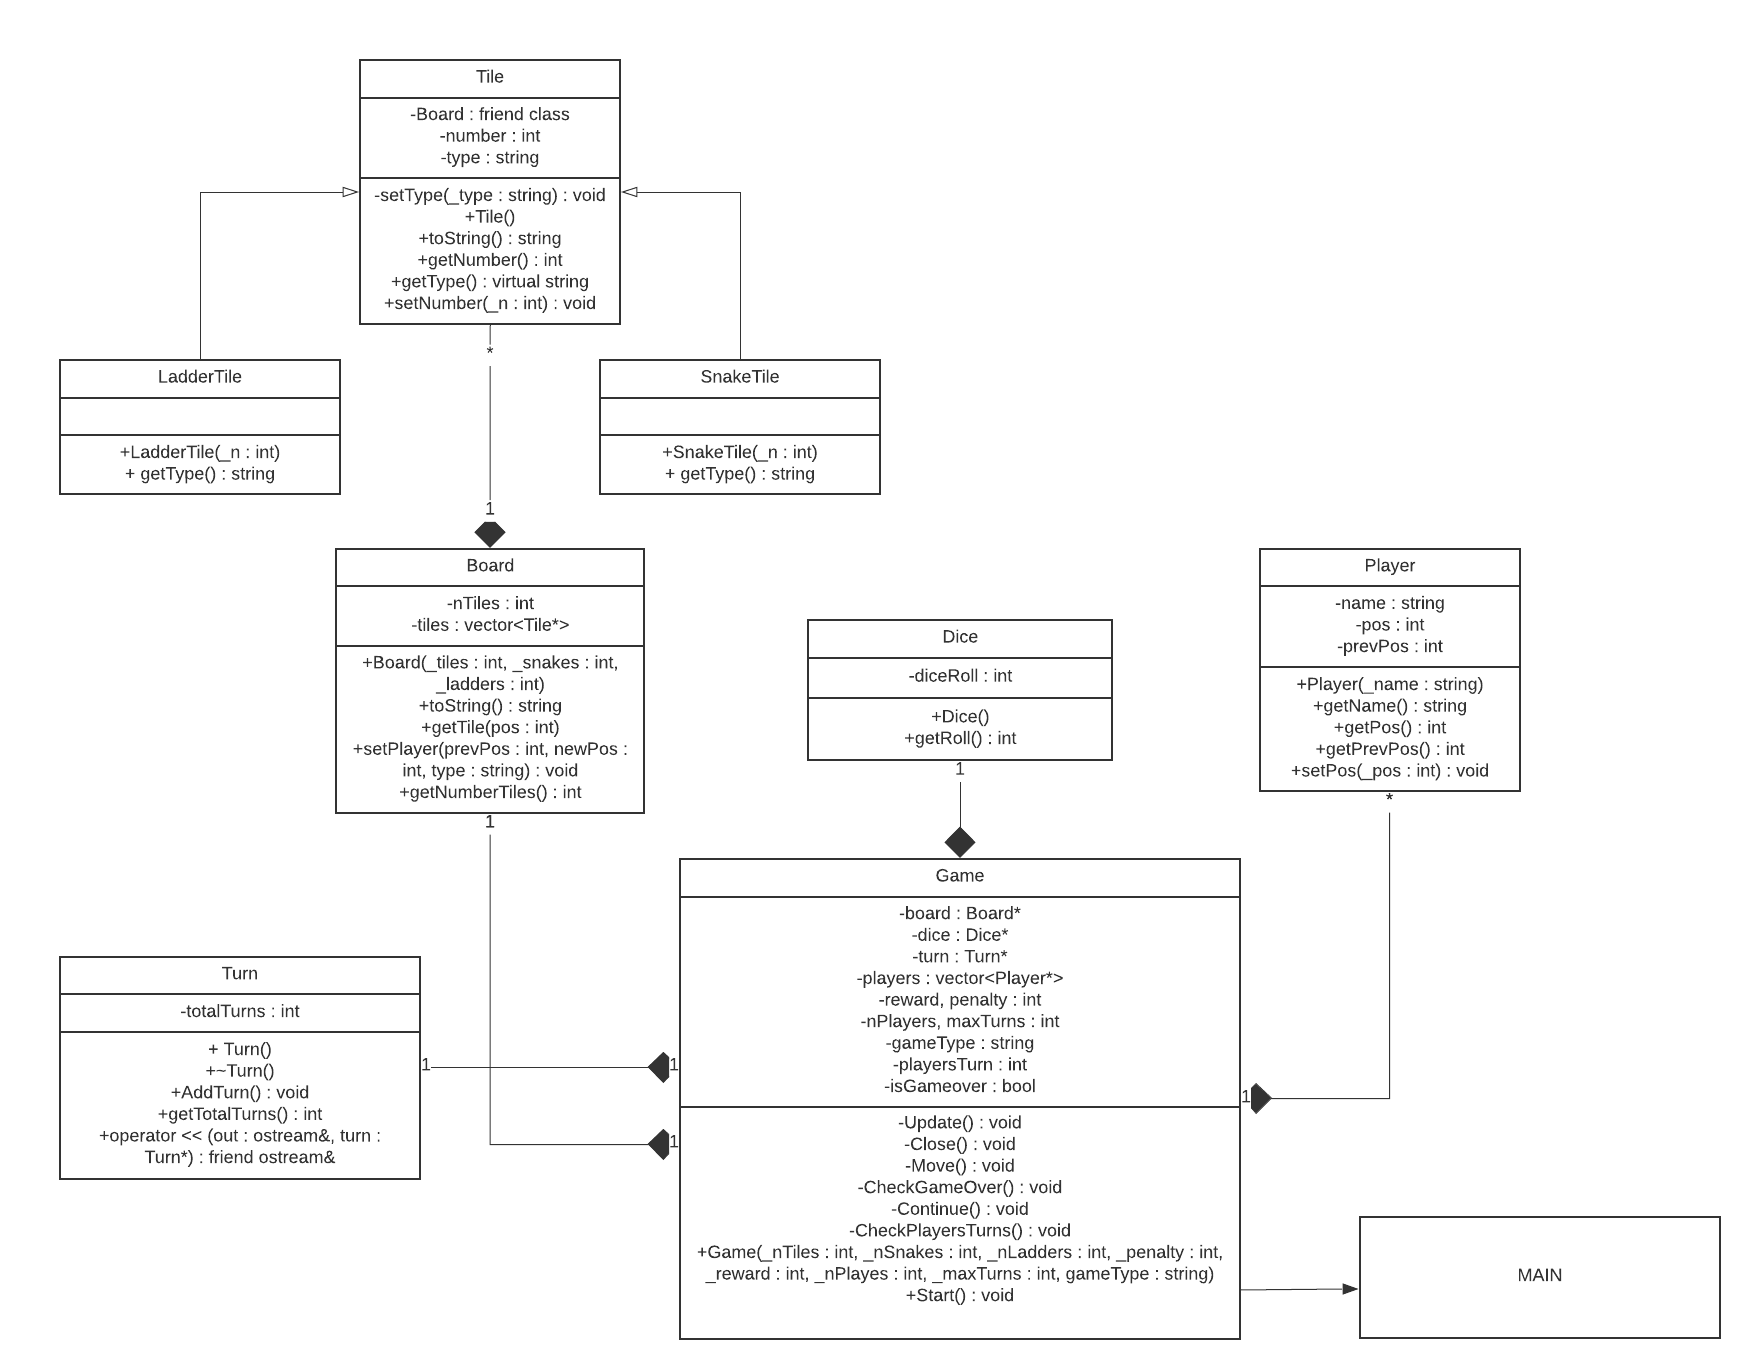 Tile
-Board : friend class
-number : int
-type : string
-setType(_type : string) : void
+Tile()
+toString() : string
+getNumber() : int
+getType() : virtual string
+setNumber(_n : int) : void
*
LadderTile
+LadderTile(_n : int)
+ getType() : string
SnakeTile
+SnakeTile(_n : int)
+ getType() : string
1
Board
-nTiles : int
-tiles : vector<Tile*>
+Board(_tiles : int, _snakes : int,
_ladders : int)
+toString() : string
+getTile(pos : int)
+setPlayer(prevPos : int, newPos :
int, type : string) : void
+getNumberTiles() : int
1
Dice
-diceRoll : int
+Dice()
+getRoll() : int
1
Player
-name : string
-pos : int
-prevPos : int
+Player(_name : string)
+getName() : string
+getPos() : int
+getPrevPos() : int
+setPos(_pos : int) : void
*
Turn
-totalTurns : int
+ Turn()
+~Turn()
+AddTurn() : void
+getTotalTurns() : int
+operator << (out : ostream&, turn :
Turn*) : friend ostream&
1
1
1
Game
-board : Board*
-dice : Dice*
-turn : Turn*
-players : vector<Player*>
-reward, penalty : int
-nPlayers, maxTurns : int
-gameType : string
-playersTurn : int
-isGameover : bool
-Update() : void
-Close() : void
-Move() : void
-CheckGameOver() : void
-Continue() : void
-CheckPlayersTurns() : void
+Game(_nTiles : int, _nSnakes : int, _nLadders : int, _penalty : int,
_reward : int, _nPlayes : int, _maxTurns : int, gameType : string)
+Start() : void
1
MAIN